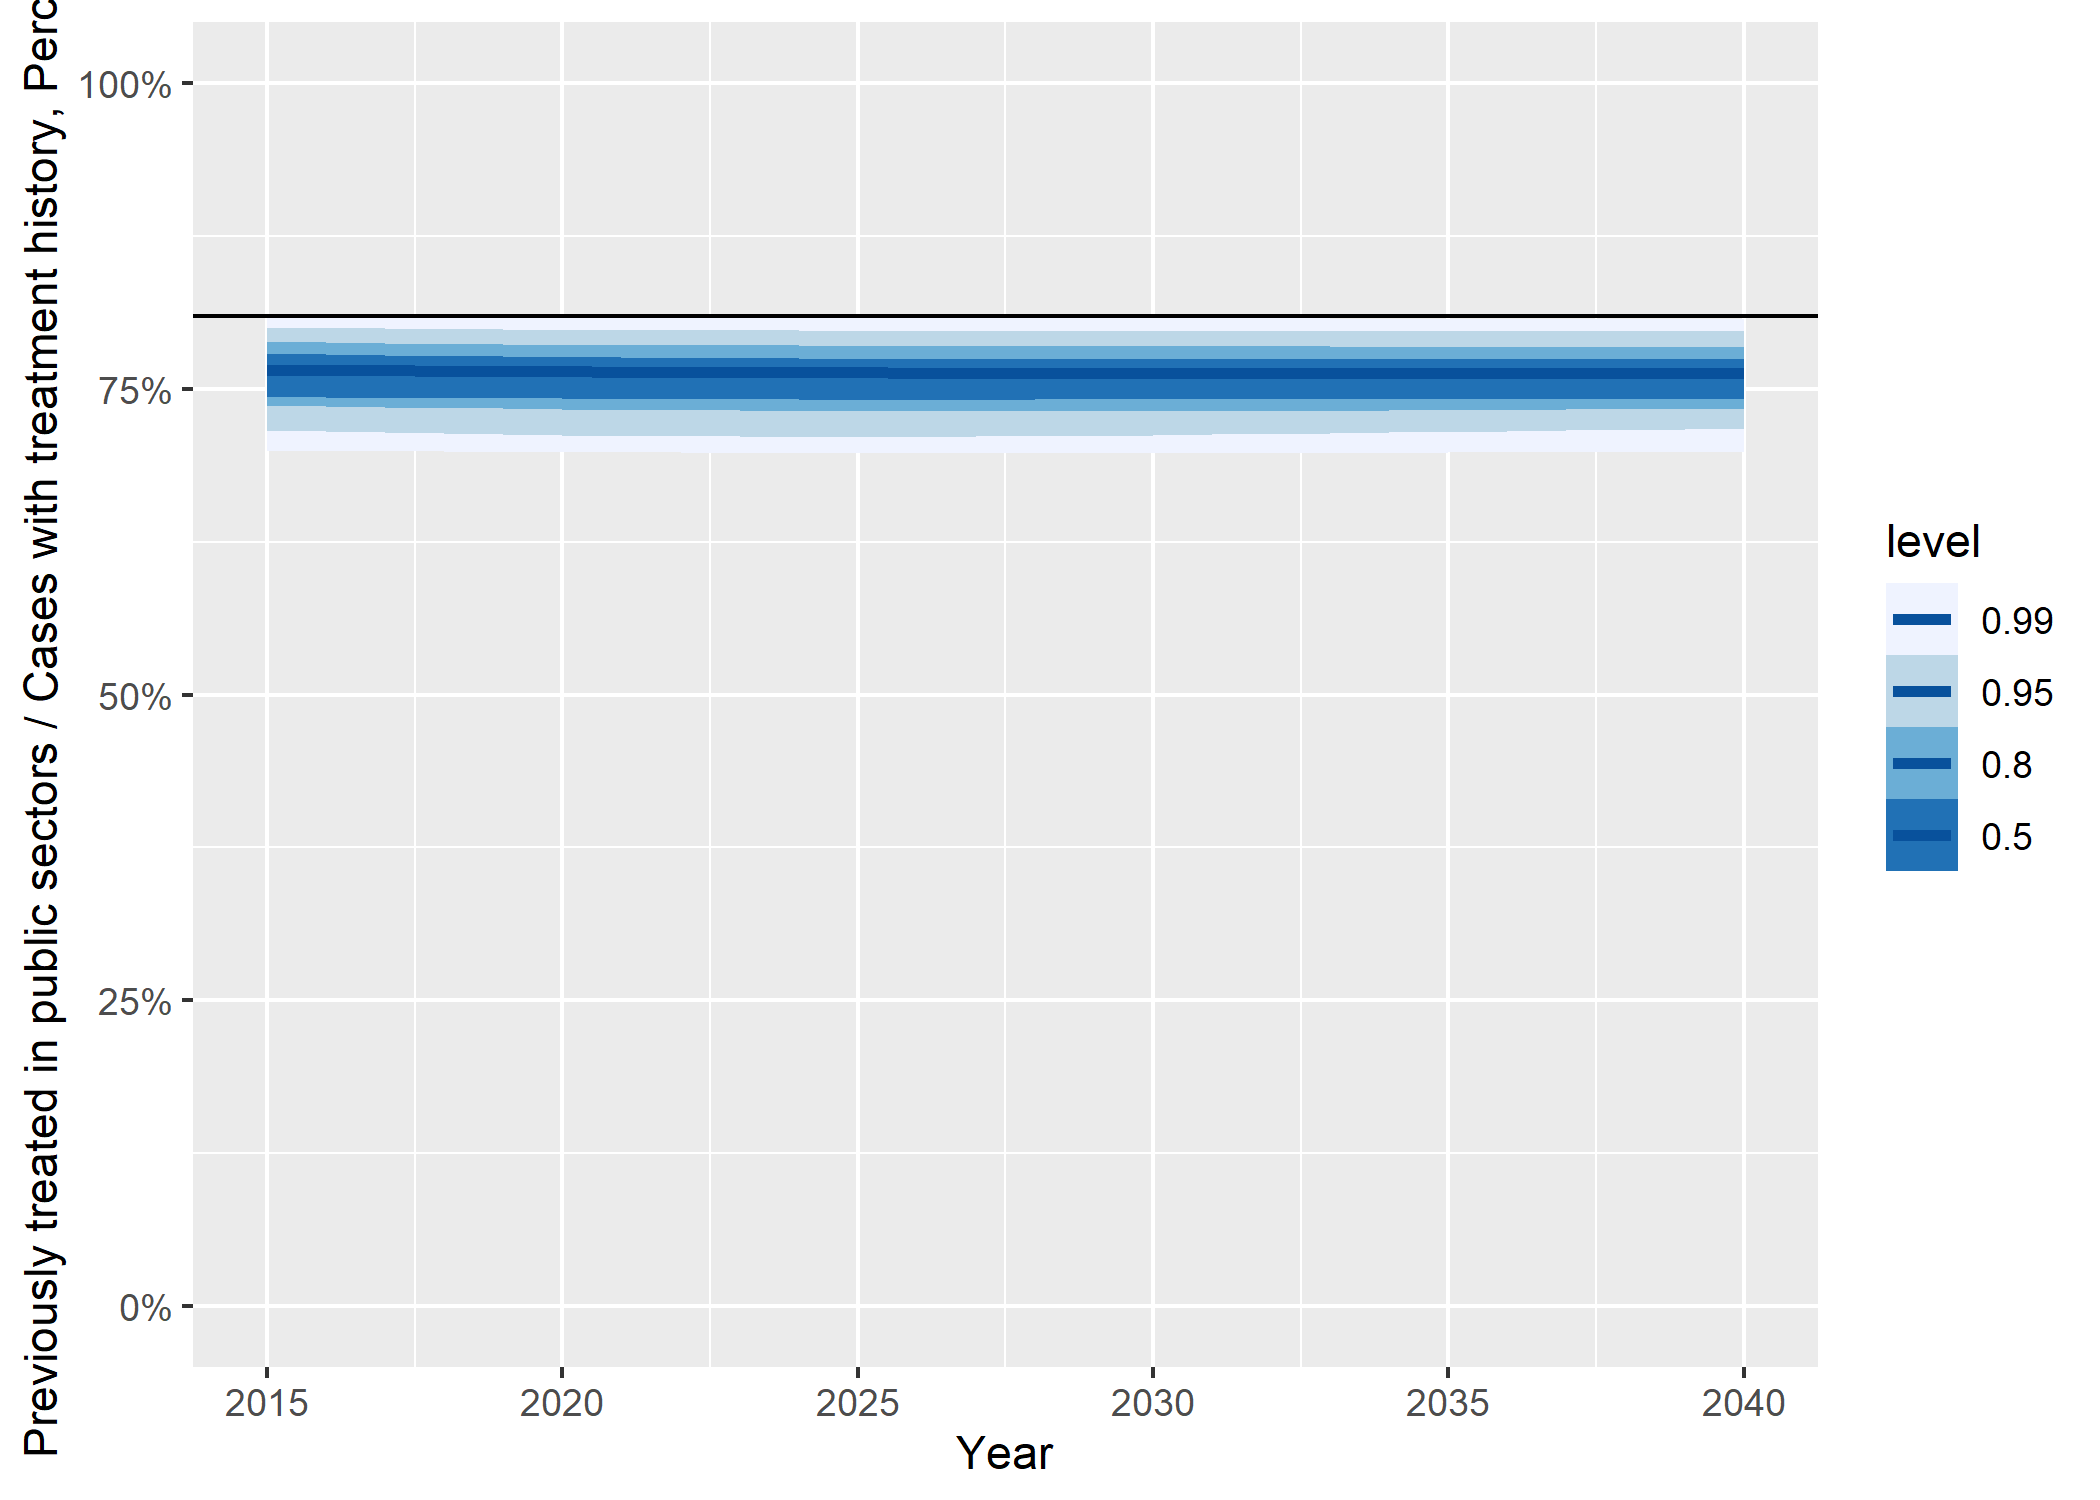 Previously treated in public sectors / Cases with treatment history, Perc
100%
75%
50%
25%
0%
2015 2020 2025 2030 2035 2040
Year
level
0.99
0.95
0.8
0.5